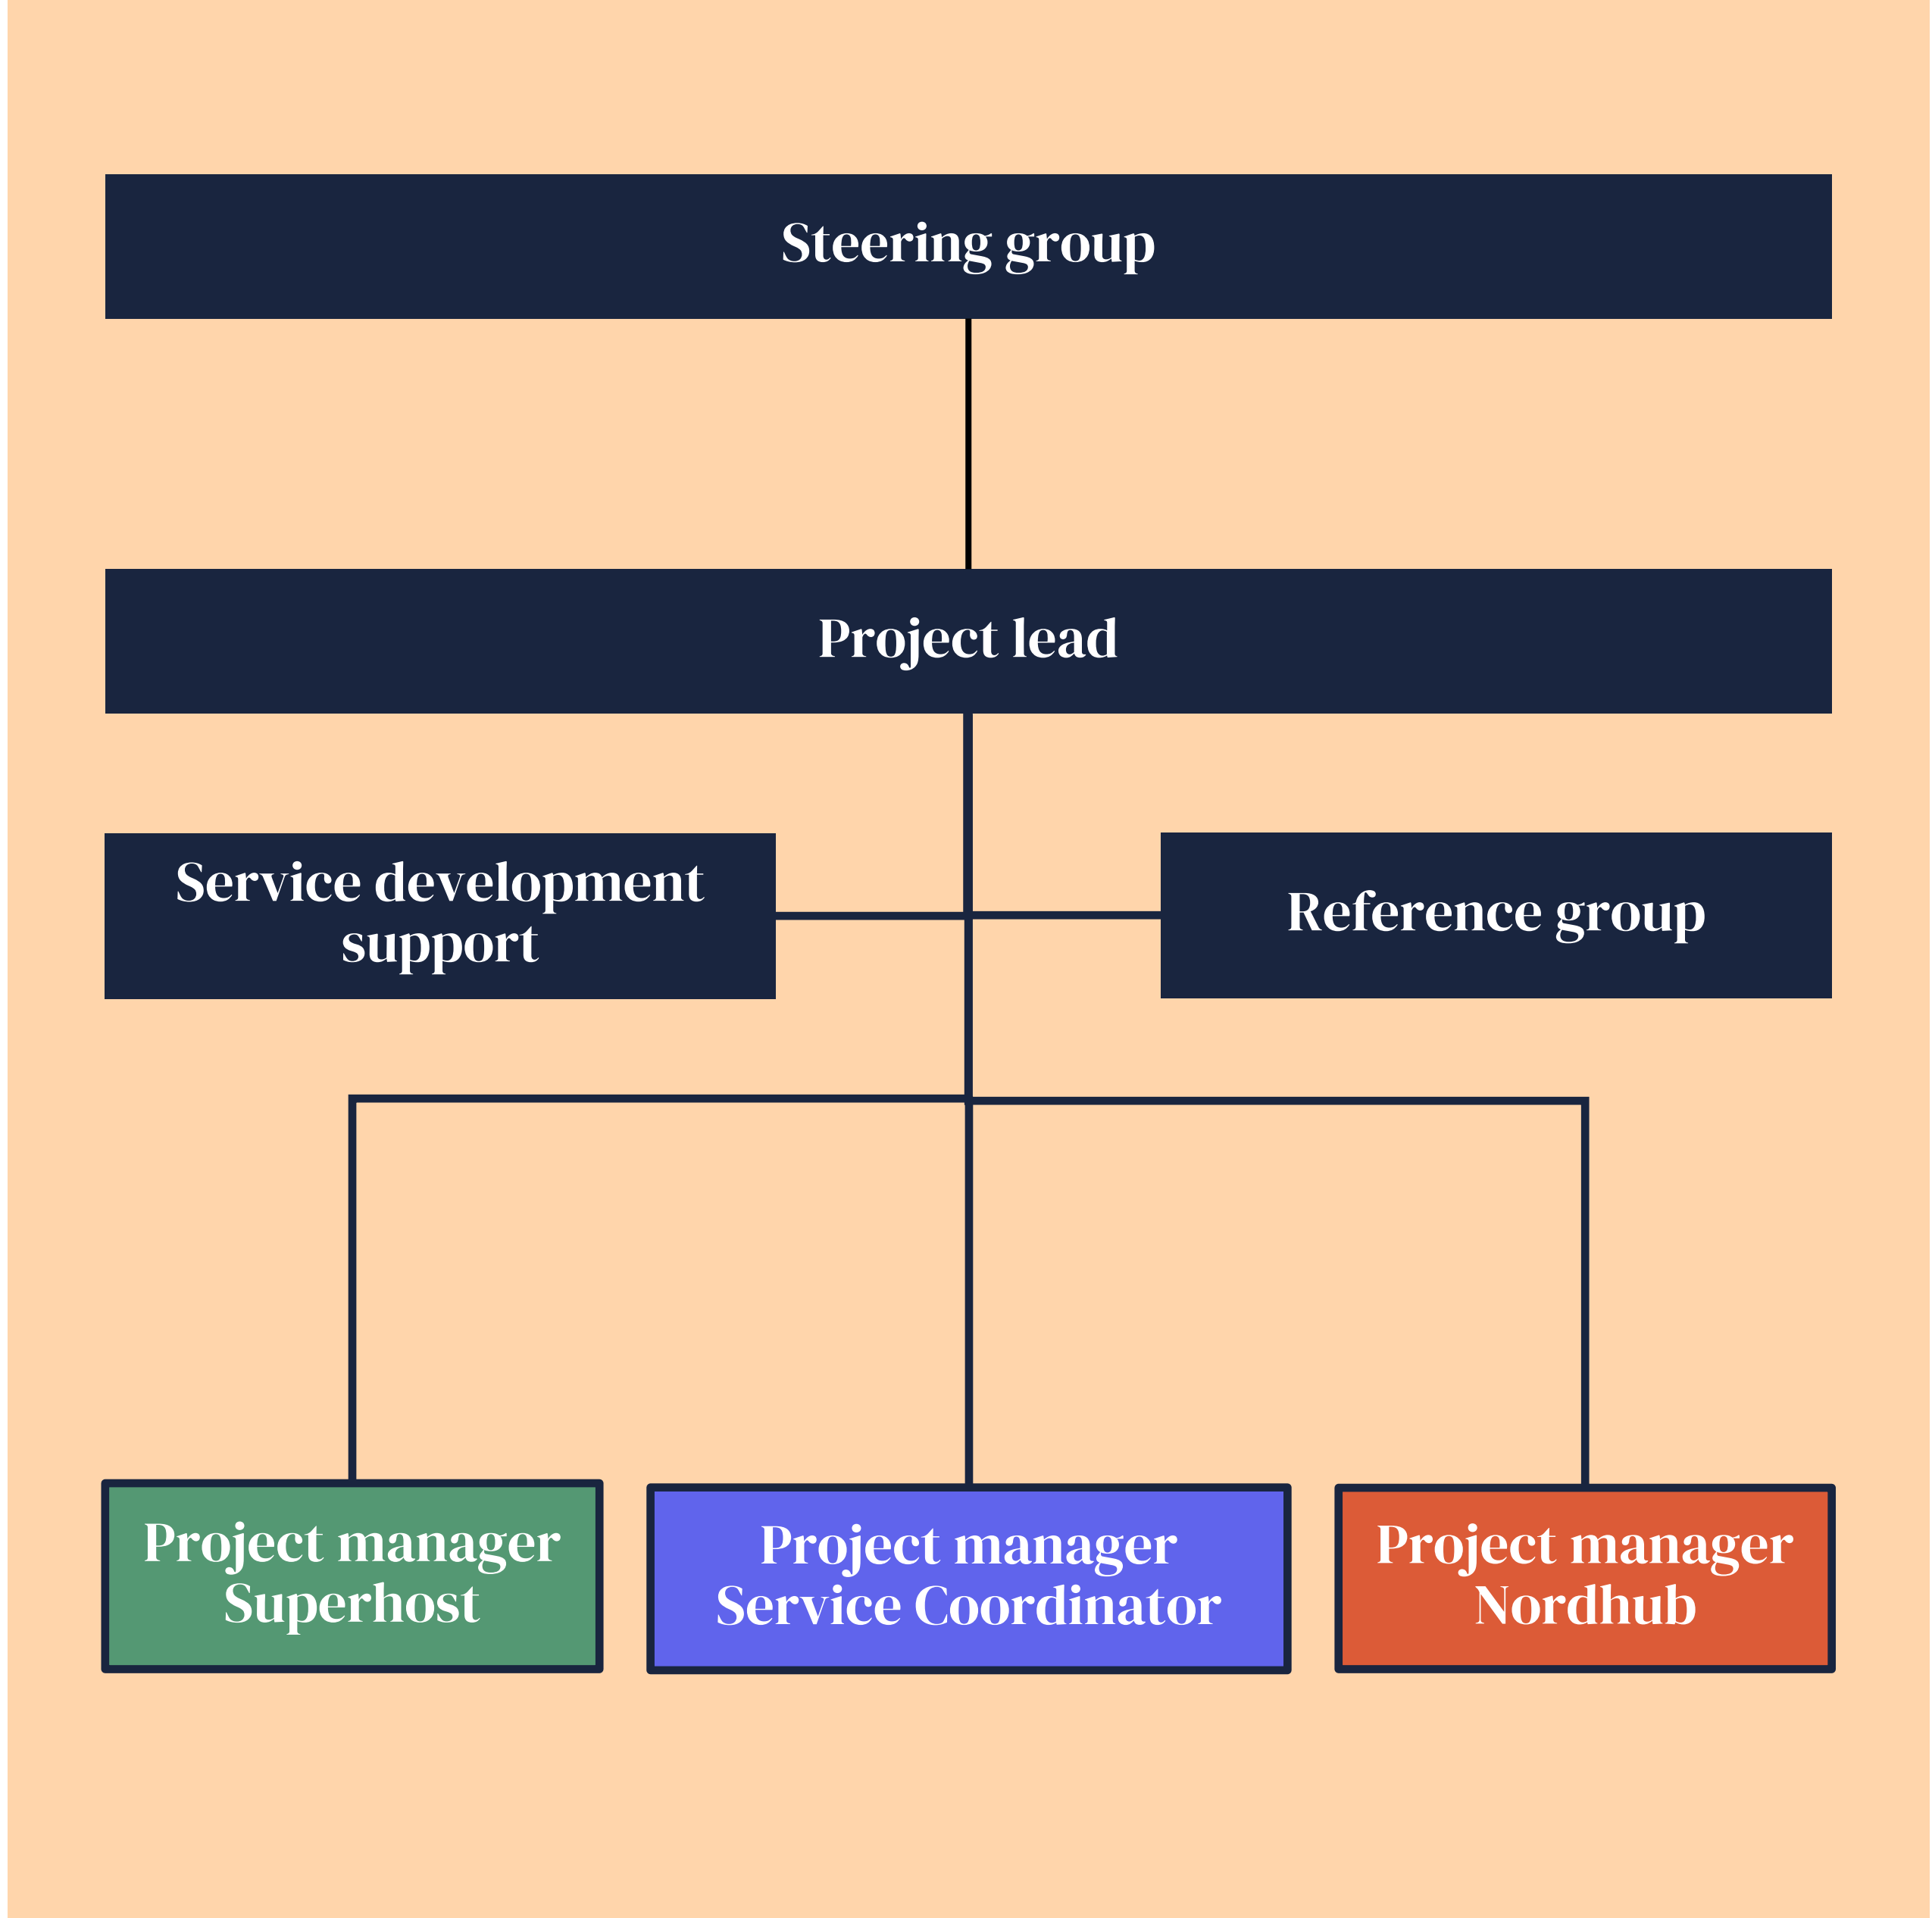 Steering group
Project lead
Service development
support
Reference group
Project manager
Superhost
Project manager
Service Coordinator
Project manager
Nordhub